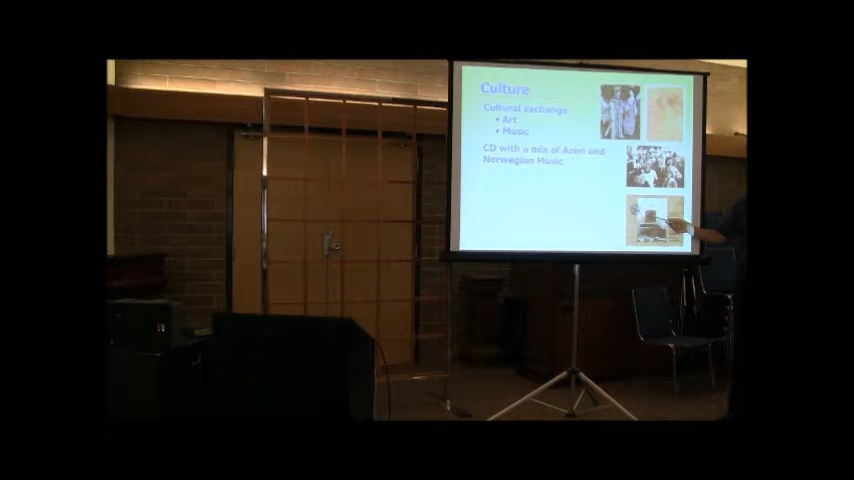 Culture
Cultural exchange
• Art
• Music
CD with a mix of Azeri and
Norwegian Music